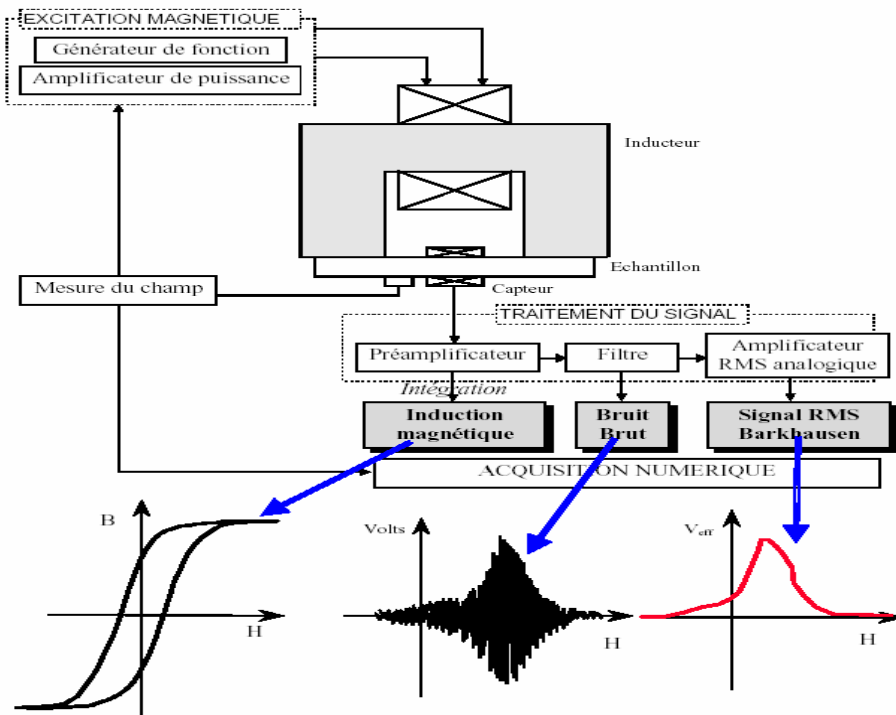 EXCITATION MAGNETIQUE
Générateur de fonction
Amplificateur de puissance
Inducteur
Echantillon
Mesure du champ
Capteur
TRAITEMENT DU SIGNAL
Préamplificateur
Filtre
Amplificateur
RMS analogique
Intégration
Induction
magnétique
Bruit
Brut
Signal RMS
Barkhausen
ACQUISITION NUMERIQUE
B
H
Volts
H
Veff
H